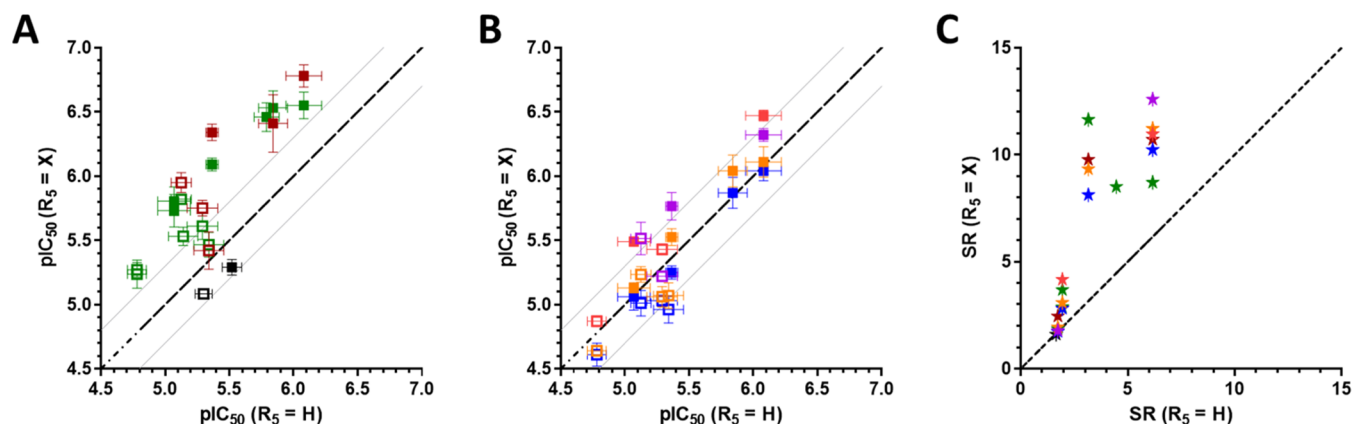 A
7.0
6.5
6.0
5.5
5.0
4.5
pIC50 (R5 = X)
4.5 5.0 5.5 6.0 6.5 7.0
pIC50 (R5 = H)
B
7.0
6.5
6.0
5.5
5.0
4.5
pIC50 (R5 = X)
4.5 5.0 5.5 6.0 6.5 7.0
pIC50 (R5 = H)
C
15
10
5
0
SR (R5 = X)
0 5 10 15
SR (R5 = H)